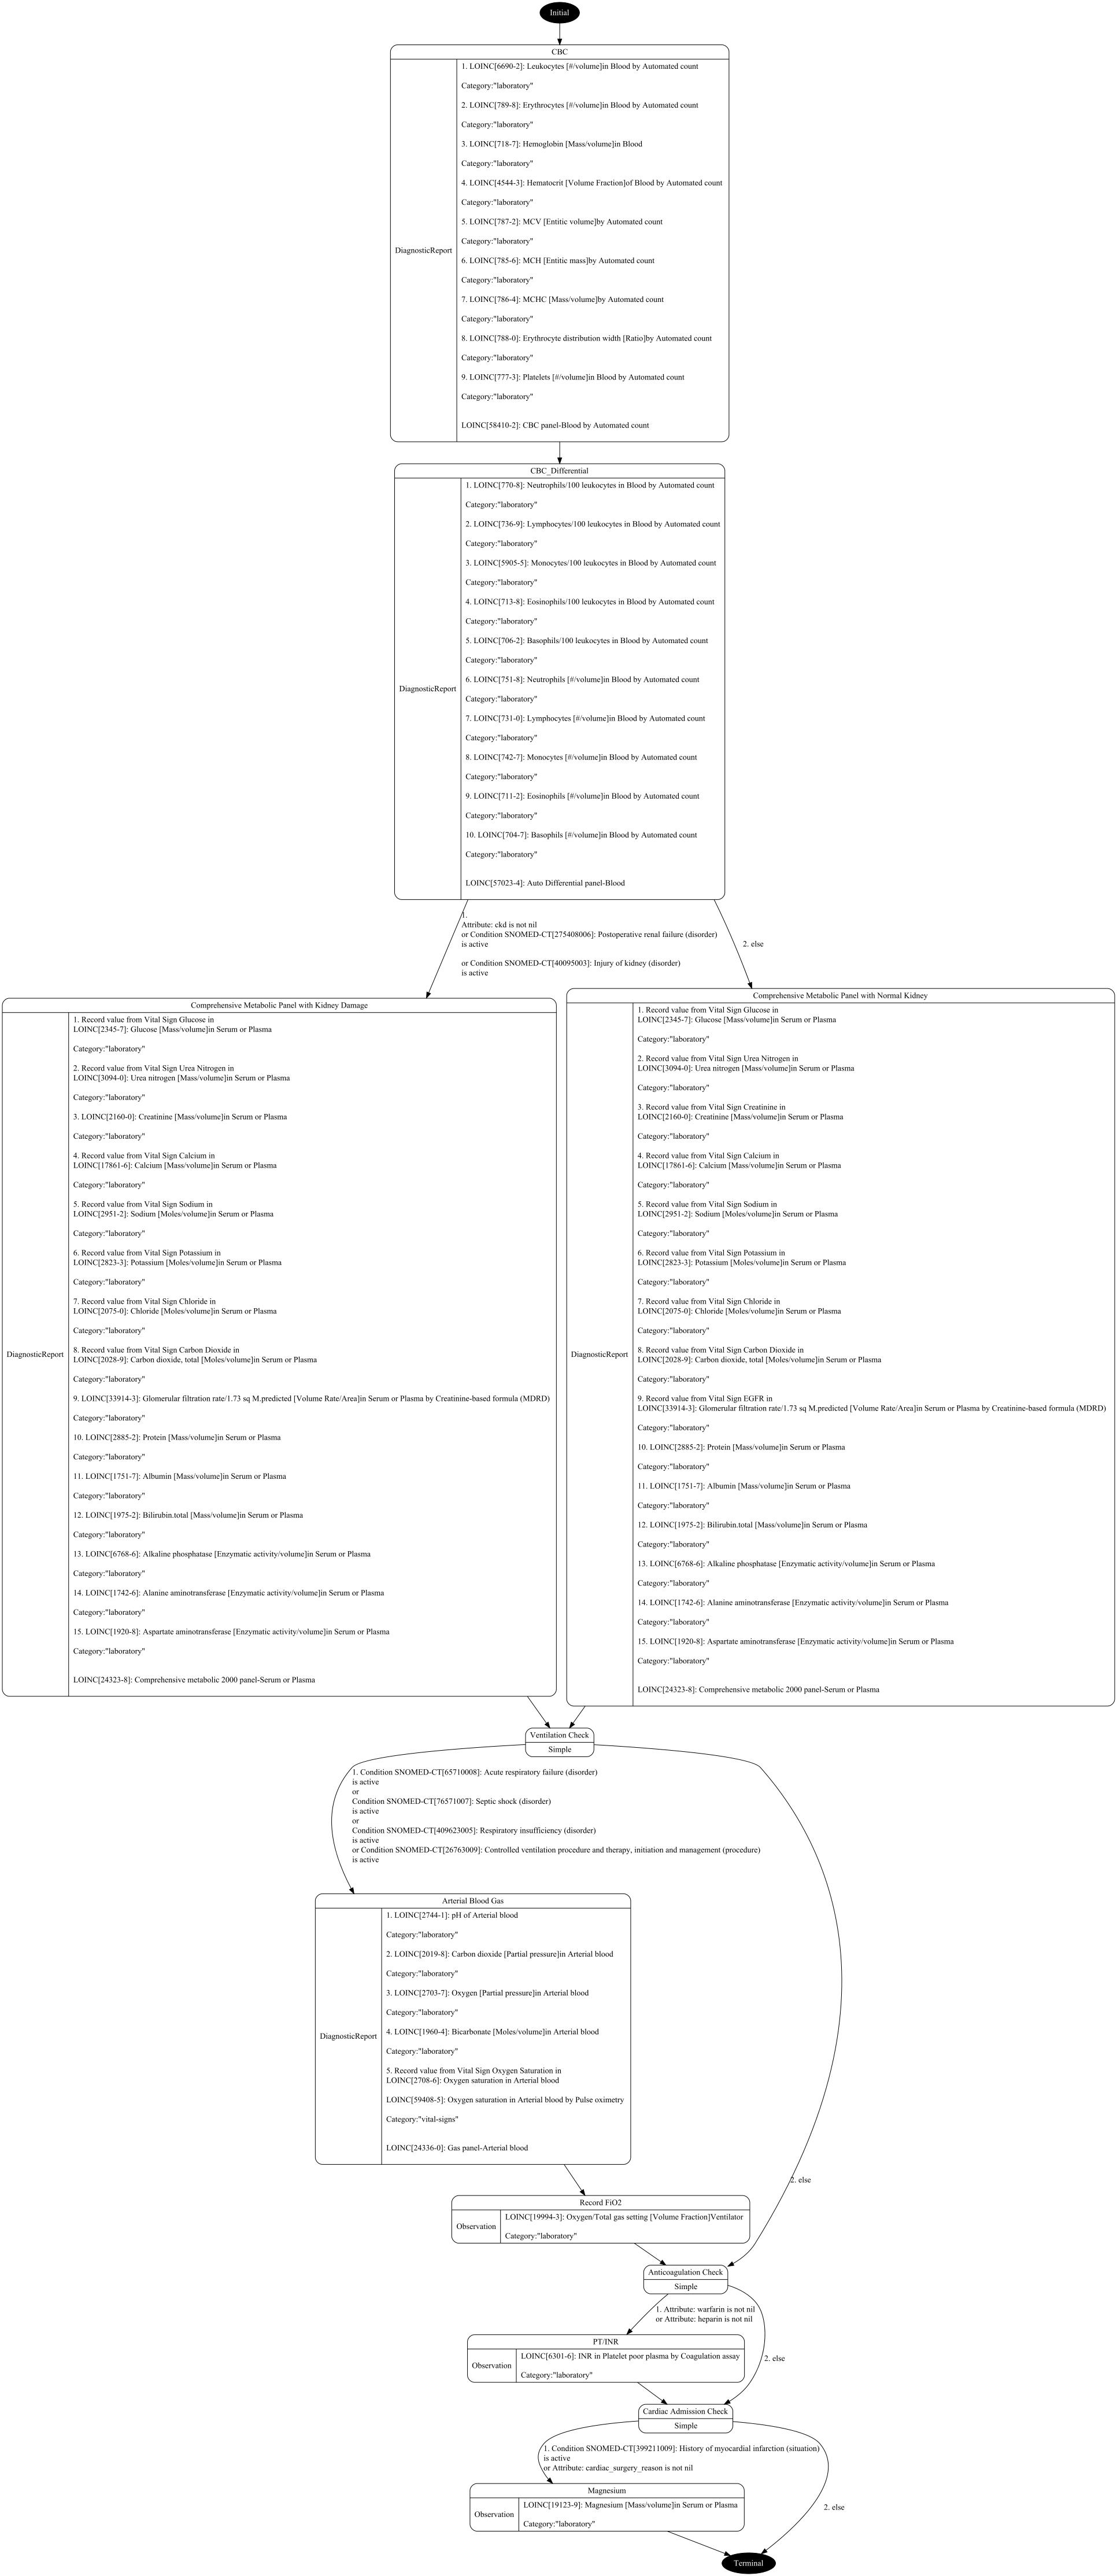 Initial
CBC
DiagnosticReport
1. LOINC[6690-2]: Leukocytes [#/volume]in Blood by Automated count
Category:"laboratory"
2. LOINC[789-8]: Erythrocytes [#/volume]in Blood by Automated count
Category:"laboratory"
3. LOINC[718-7]: Hemoglobin [Mass/volume]in Blood
Category:"laboratory"
4. LOINC[4544-3]: Hematocrit [Volume Fraction]of Blood by Automated count
Category:"laboratory"
5. LOINC[787-2]: MCV [Entitic volume]by Automated count
Category:"laboratory"
6. LOINC[785-6]: MCH [Entitic mass]by Automated count
Category:"laboratory"
7. LOINC[786-4]: MCHC [Mass/volume]by Automated count
Category:"laboratory"
8. LOINC[788-0]: Erythrocyte distribution width [Ratio]by Automated count
Category:"laboratory"
9. LOINC[777-3]: Platelets [#/volume]in Blood by Automated count
Category:"laboratory"
LOINC[58410-2]: CBC panel-Blood by Automated count
CBC_Differential
DiagnosticReport
1. LOINC[770-8]: Neutrophils/100 leukocytes in Blood by Automated count
Category:"laboratory"
2. LOINC[736-9]: Lymphocytes/100 leukocytes in Blood by Automated count
Category:"laboratory"
3. LOINC[5905-5]: Monocytes/100 leukocytes in Blood by Automated count
Category:"laboratory"
4. LOINC[713-8]: Eosinophils/100 leukocytes in Blood by Automated count
Category:"laboratory"
5. LOINC[706-2]: Basophils/100 leukocytes in Blood by Automated count
Category:"laboratory"
6. LOINC[751-8]: Neutrophils [#/volume]in Blood by Automated count
Category:"laboratory"
7. LOINC[731-0]: Lymphocytes [#/volume]in Blood by Automated count
Category:"laboratory"
8. LOINC[742-7]: Monocytes [#/volume]in Blood by Automated count
Category:"laboratory"
9. LOINC[711-2]: Eosinophils [#/volume]in Blood by Automated count
Category:"laboratory"
10. LOINC[704-7]: Basophils [#/volume]in Blood by Automated count
Category:"laboratory"
LOINC[57023-4]: Auto Differential panel-Blood
1.
Attribute: ckd is not nil
or Condition SNOMED-CT[275408006]: Postoperative renal failure (disorder)
is active
or Condition SNOMED-CT[40095003]: Injury of kidney (disorder)
is active
2. else
Comprehensive Metabolic Panel with Kidney Damage
DiagnosticReport
1. Record value from Vital Sign Glucose in
LOINC[2345-7]: Glucose [Mass/volume]in Serum or Plasma
Category:"laboratory"
2. Record value from Vital Sign Urea Nitrogen in
LOINC[3094-0]: Urea nitrogen [Mass/volume]in Serum or Plasma
Category:"laboratory"
3. LOINC[2160-0]: Creatinine [Mass/volume]in Serum or Plasma
Category:"laboratory"
4. Record value from Vital Sign Calcium in
LOINC[17861-6]: Calcium [Mass/volume]in Serum or Plasma
Category:"laboratory"
5. Record value from Vital Sign Sodium in
LOINC[2951-2]: Sodium [Moles/volume]in Serum or Plasma
Category:"laboratory"
6. Record value from Vital Sign Potassium in
LOINC[2823-3]: Potassium [Moles/volume]in Serum or Plasma
Category:"laboratory"
7. Record value from Vital Sign Chloride in
LOINC[2075-0]: Chloride [Moles/volume]in Serum or Plasma
Category:"laboratory"
8. Record value from Vital Sign Carbon Dioxide in
LOINC[2028-9]: Carbon dioxide, total [Moles/volume]in Serum or Plasma
Category:"laboratory"
9. LOINC[33914-3]: Glomerular filtration rate/1.73 sq M.predicted [Volume Rate/Area]in Serum or Plasma by Creatinine-based formula (MDRD)
Category:"laboratory"
10. LOINC[2885-2]: Protein [Mass/volume]in Serum or Plasma
Category:"laboratory"
11. LOINC[1751-7]: Albumin [Mass/volume]in Serum or Plasma
Category:"laboratory"
12. LOINC[1975-2]: Bilirubin.total [Mass/volume]in Serum or Plasma
Category:"laboratory"
13. LOINC[6768-6]: Alkaline phosphatase [Enzymatic activity/volume]in Serum or Plasma
Category:"laboratory"
14. LOINC[1742-6]: Alanine aminotransferase [Enzymatic activity/volume]in Serum or Plasma
Category:"laboratory"
15. LOINC[1920-8]: Aspartate aminotransferase [Enzymatic activity/volume]in Serum or Plasma
Category:"laboratory"
LOINC[24323-8]: Comprehensive metabolic 2000 panel-Serum or Plasma
Comprehensive Metabolic Panel with Normal Kidney
DiagnosticReport
1. Record value from Vital Sign Glucose in
LOINC[2345-7]: Glucose [Mass/volume]in Serum or Plasma
Category:"laboratory"
2. Record value from Vital Sign Urea Nitrogen in
LOINC[3094-0]: Urea nitrogen [Mass/volume]in Serum or Plasma
Category:"laboratory"
3. Record value from Vital Sign Creatinine in
LOINC[2160-0]: Creatinine [Mass/volume]in Serum or Plasma
Category:"laboratory"
4. Record value from Vital Sign Calcium in
LOINC[17861-6]: Calcium [Mass/volume]in Serum or Plasma
Category:"laboratory"
5. Record value from Vital Sign Sodium in
LOINC[2951-2]: Sodium [Moles/volume]in Serum or Plasma
Category:"laboratory"
6. Record value from Vital Sign Potassium in
LOINC[2823-3]: Potassium [Moles/volume]in Serum or Plasma
Category:"laboratory"
7. Record value from Vital Sign Chloride in
LOINC[2075-0]: Chloride [Moles/volume]in Serum or Plasma
Category:"laboratory"
8. Record value from Vital Sign Carbon Dioxide in
LOINC[2028-9]: Carbon dioxide, total [Moles/volume]in Serum or Plasma
Category:"laboratory"
9. Record value from Vital Sign EGFR in
LOINC[33914-3]: Glomerular filtration rate/1.73 sq M.predicted [Volume Rate/Area]in Serum or Plasma by Creatinine-based formula (MDRD)
Category:"laboratory"
10. LOINC[2885-2]: Protein [Mass/volume]in Serum or Plasma
Category:"laboratory"
11. LOINC[1751-7]: Albumin [Mass/volume]in Serum or Plasma
Category:"laboratory"
12. LOINC[1975-2]: Bilirubin.total [Mass/volume]in Serum or Plasma
Category:"laboratory"
13. LOINC[6768-6]: Alkaline phosphatase [Enzymatic activity/volume]in Serum or Plasma
Category:"laboratory"
14. LOINC[1742-6]: Alanine aminotransferase [Enzymatic activity/volume]in Serum or Plasma
Category:"laboratory"
15. LOINC[1920-8]: Aspartate aminotransferase [Enzymatic activity/volume]in Serum or Plasma
Category:"laboratory"
LOINC[24323-8]: Comprehensive metabolic 2000 panel-Serum or Plasma
Ventilation Check
Simple
1. Condition SNOMED-CT[65710008]: Acute respiratory failure (disorder)
is active
or
Condition SNOMED-CT[76571007]: Septic shock (disorder)
is active
or
Condition SNOMED-CT[409623005]: Respiratory insufficiency (disorder)
is active
or Condition SNOMED-CT[26763009]: Controlled ventilation procedure and therapy, initiation and management (procedure)
is active
Arterial Blood Gas
DiagnosticReport
1. LOINC[2744-1]: pH of Arterial blood
Category:"laboratory"
2. LOINC[2019-8]: Carbon dioxide [Partial pressure]in Arterial blood
Category:"laboratory"
3. LOINC[2703-7]: Oxygen [Partial pressure]in Arterial blood
Category:"laboratory"
4. LOINC[1960-4]: Bicarbonate [Moles/volume]in Arterial blood
Category:"laboratory"
5. Record value from Vital Sign Oxygen Saturation in
LOINC[2708-6]: Oxygen saturation in Arterial blood
LOINC[59408-5]: Oxygen saturation in Arterial blood by Pulse oximetry
Category:"vital-signs"
LOINC[24336-0]: Gas panel-Arterial blood
2. else
Record FiO2
Observation
LOINC[19994-3]: Oxygen/Total gas setting [Volume Fraction]Ventilator
Category:"laboratory"
Anticoagulation Check
Simple
1. Attribute: warfarin is not nil
or Attribute: heparin is not nil
PT/INR
Observation
LOINC[6301-6]: INR in Platelet poor plasma by Coagulation assay
Category:"laboratory"
2. else
Cardiac Admission Check
Simple
1. Condition SNOMED-CT[399211009]: History of myocardial infarction (situation)
is active
or Attribute: cardiac_surgery_reason is not nil
Magnesium
Observation
LOINC[19123-9]: Magnesium [Mass/volume]in Serum or Plasma
Category:"laboratory"
2. else
Terminal